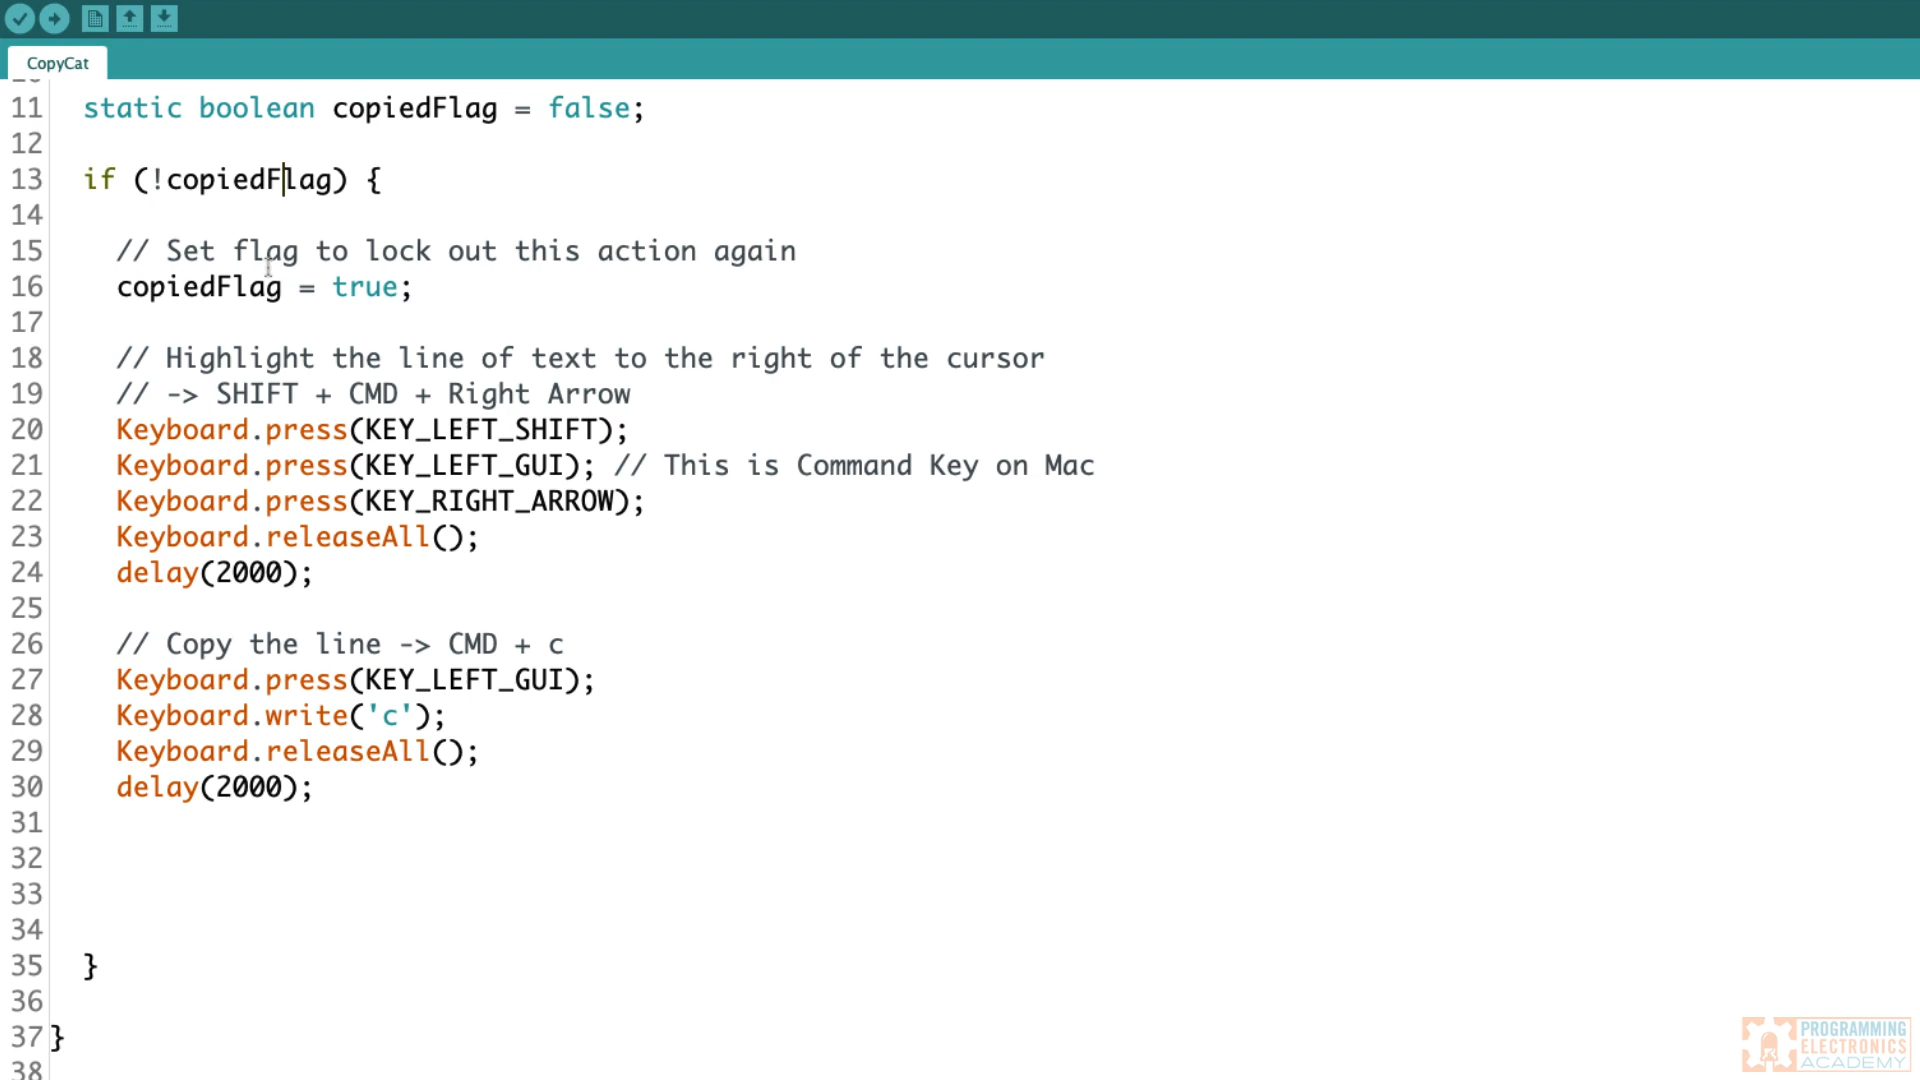 CopyCat
11 static boolean copiedFlag = false;
12
13 if (!copiedFlag) {
14
15 // Set flag to lock out this action again
16 copiedFlag = true;
17
18 // Highlight the line of text to the right of the cursor
19 // -> SHIFT + CMD + Right Arrow
20 Keyboard.press(KEY_LEFT_SHIFT);
21 Keyboard.press(KEY_LEFT_GUI); // This is Command Key on Mac
22 Keyboard.press(KEY_RIGHT_ARROW);
23 Keyboard.releaseAll();
24 delay(2000);
25
26 // Copy the line -> CMD + c
27 Keyboard.press(KEY_LEFT_GUI);
28 Keyboard.write('c');
29 Keyboard.releaseAll();
30 delay(2000);
31
32
33
34
35 }
36
37 }
38
PROGRAMMING
ELECTRONICS
ACADEMY